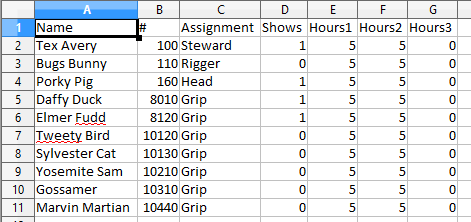 A B C D E F G
1 Name # Assignment Shows Hours1 Hours2 Hours3
2 Tex Avery 100 Steward 1 5 5 0
3 Bugs Bunny 110 Rigger 0 5 5 0
4 Porky Pig 160 Head 1 5 5 0
5 Daffy Duck 8010 Grip 1 5 5 0
6 Elmer Fudd 8120 Grip 1 5 5 0
7 Tweety Bird 10120 Grip 0 5 5 0
8 Sylvester Cat 10130 Grip 0 5 5 0
9 Yosemite Sam 10210 Grip 0 5 5 0
10 Gossamer 10310 Grip 0 5 5 0
11 Marvin Martian 10440 Grip 0 5 5 0